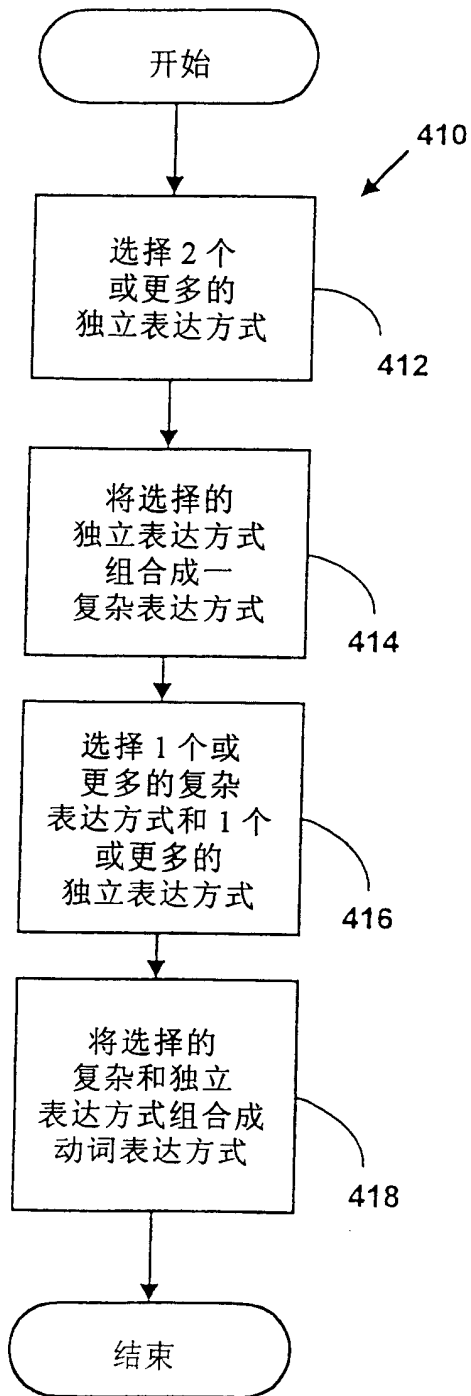 开始
410
选择 2 个
或更多的
独立表达方式
412
将选择的
独立表达方式
组合成一
复杂表达方式
414
选择 1 个或
更多的复杂
表达方式和 1 个
或更多的
独立表达方式
416
将选择的
复杂和独立
表达方式组合成
动词表达方式
418
结束